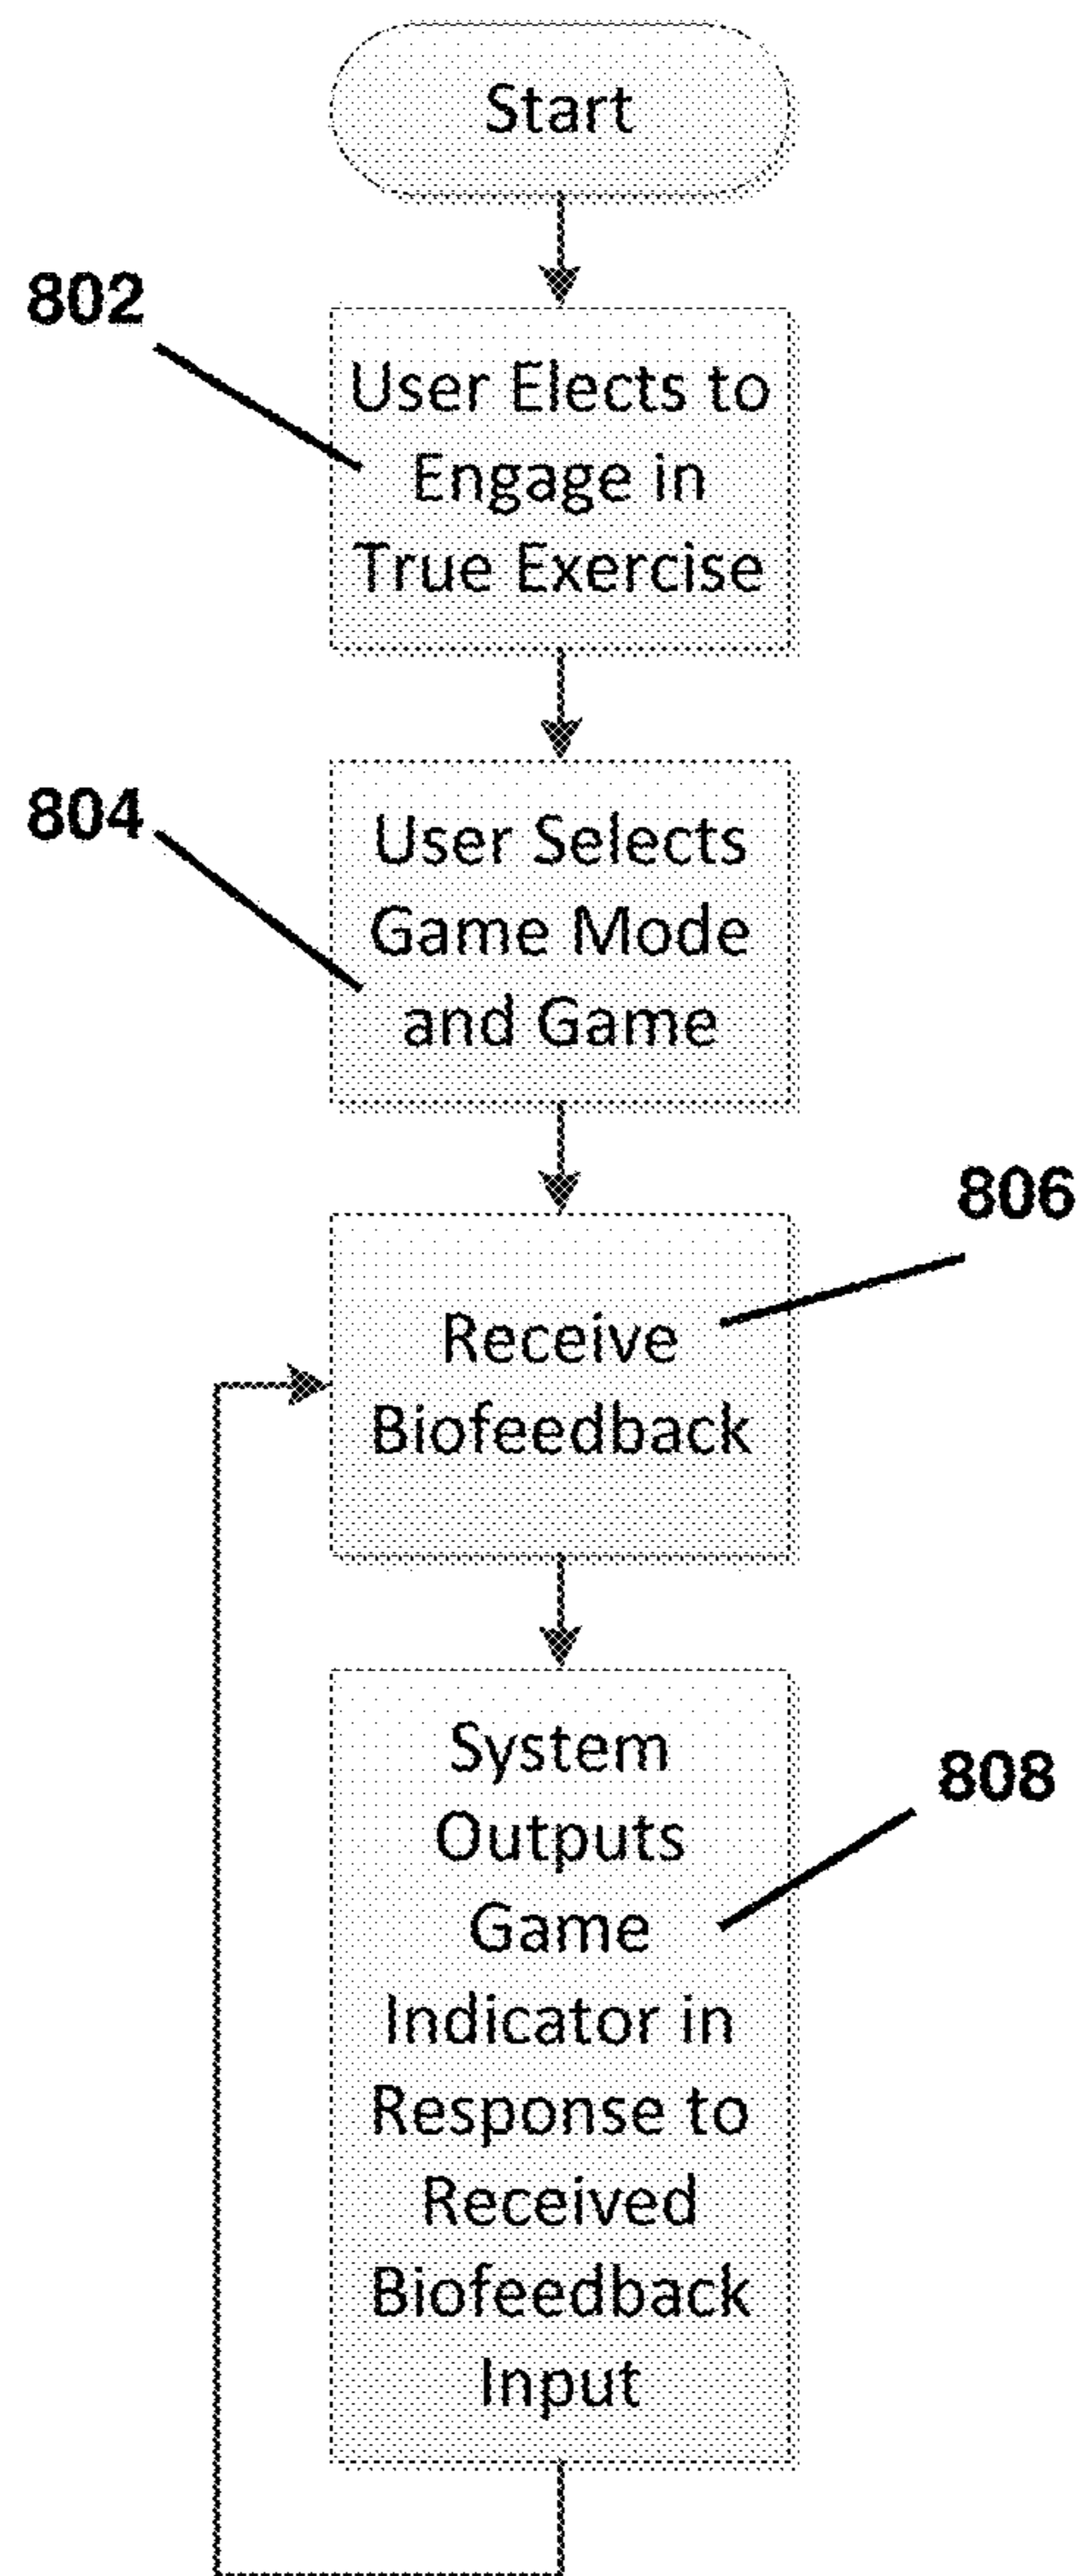 Start
802
User Elects to
Engage in
True Exercise
804
User Selects
Game Mode
and Game
806
Receive
Biofeedback
808
System
Outputs
Game
Indicator in
Response to
Received
Biofeedback
Input